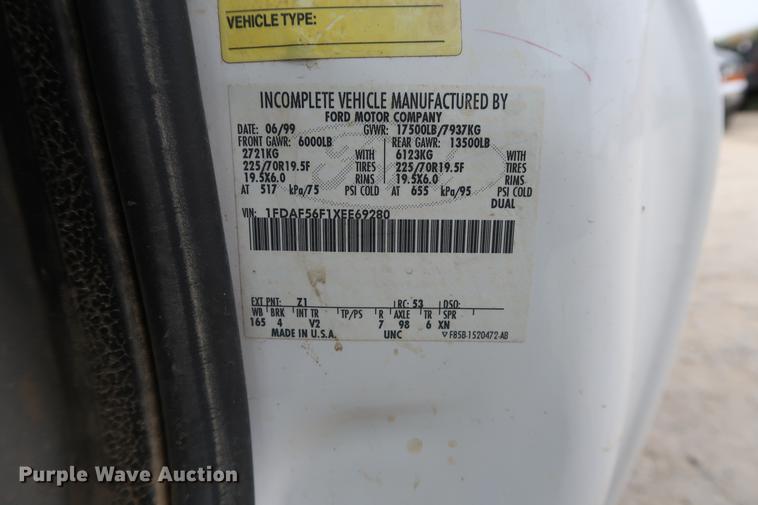 VEHICLE TYPE:
INCOMPLETE VEHICLE MANUFACTURED BY
FORD MOTOR COMPANY
DATE: 06/99 GVWR: 17500LB/7937KG
FRONT GAWR: 6000LB REAR GAWR: 13500LB
2721KG WITH 6123KG WITH
225/70R19.5F TIRES 225/70R19.5F TIRES
19.5X6.0 RIMS 19.5X6.0 RIMS
AT 517 kPa/75 PSI COLD AT 655 kPa/95 PSI COLD
DUAL
VIN: 1FDAF56F1XEE69280
EXT PNT: Z1 RC: 53 DSO:
WB BRK INT TR TP/PS R AXLE TR SPR
165 4 V2 7 98 6 XN
MADE IN U.S.A. UNC F85B-1520472-AB
Purple Wave Auction